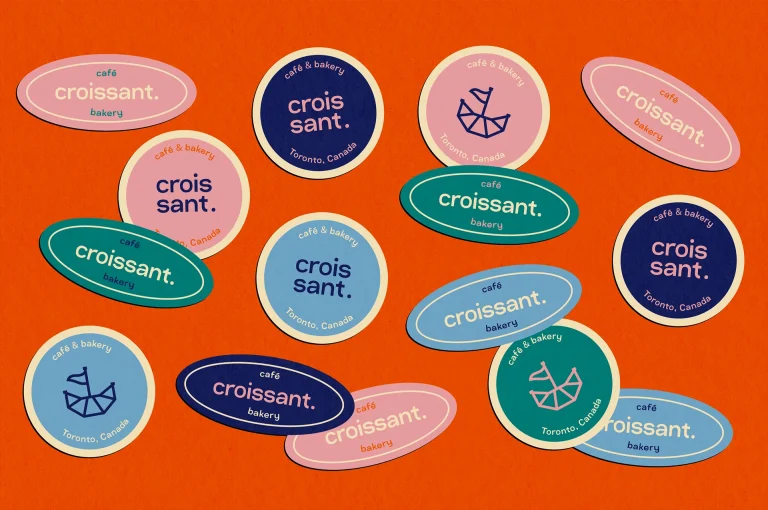 café
croissant.
bakery
café & bakery
crois
sant.
Toronto, Canada
café & bakery
Toronto, Canada
café
croissant.
bakery
café & bakery
crois
sant.
Canada
café
croissant.
bakery
café
croissant.
bakery
café & bakery
crois
sant.
Toronto, Canada
café & bakery
crois
sant.
Toronto, Canada
café
croissant.
bakery
café & bakery
Toronto, Canada
café
croissant.
bakery
café
croissant.
bakery
café & bakery
Toronto, Canada
café
roissant.
bakery